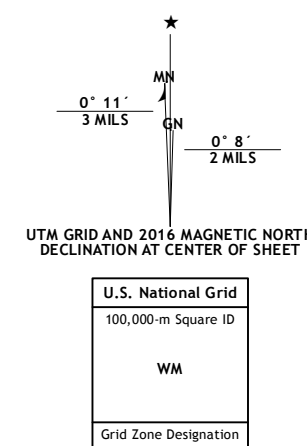 MN
0° 11´
3 MILS
GN
0° 8´
2 MILS
UTM GRID AND 2016 MAGNETIC NORTH
DECLINATION AT CENTER OF SHEET
U.S. National Grid
100,000-m Square ID
WM
Grid Zone Designation